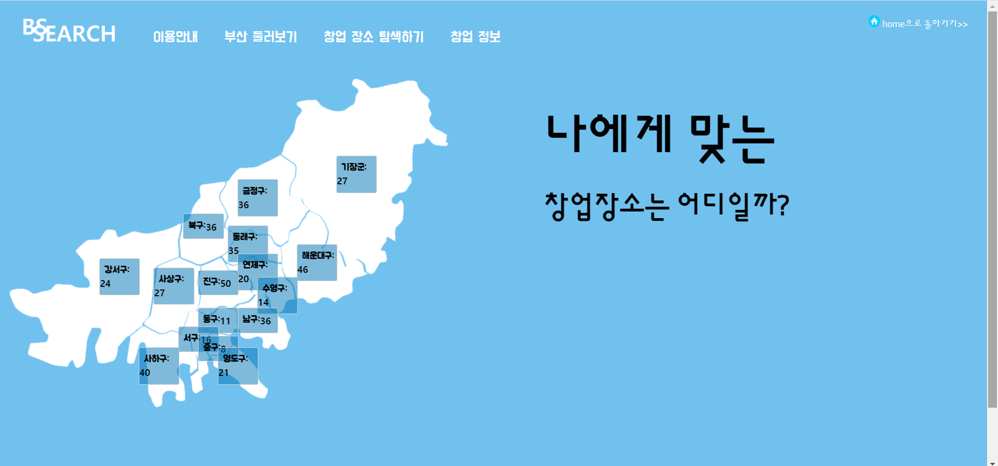 BSEARCH
이용안내 부산 둘러보기 창업 장소 탐색하기 창업 정보
home으로 돌아가기>>
나에게 맞는
창업장소는 어디일까?
기장군:
27
금정구:
36
북구:36
동래구:
35
해운대구:
46
연제구:
20
강서구:
24
사상구:
27
진구:50
수영구:
14
동구:11
남구:36
서구:16
중구:8
사하구:
40
영도구:
21